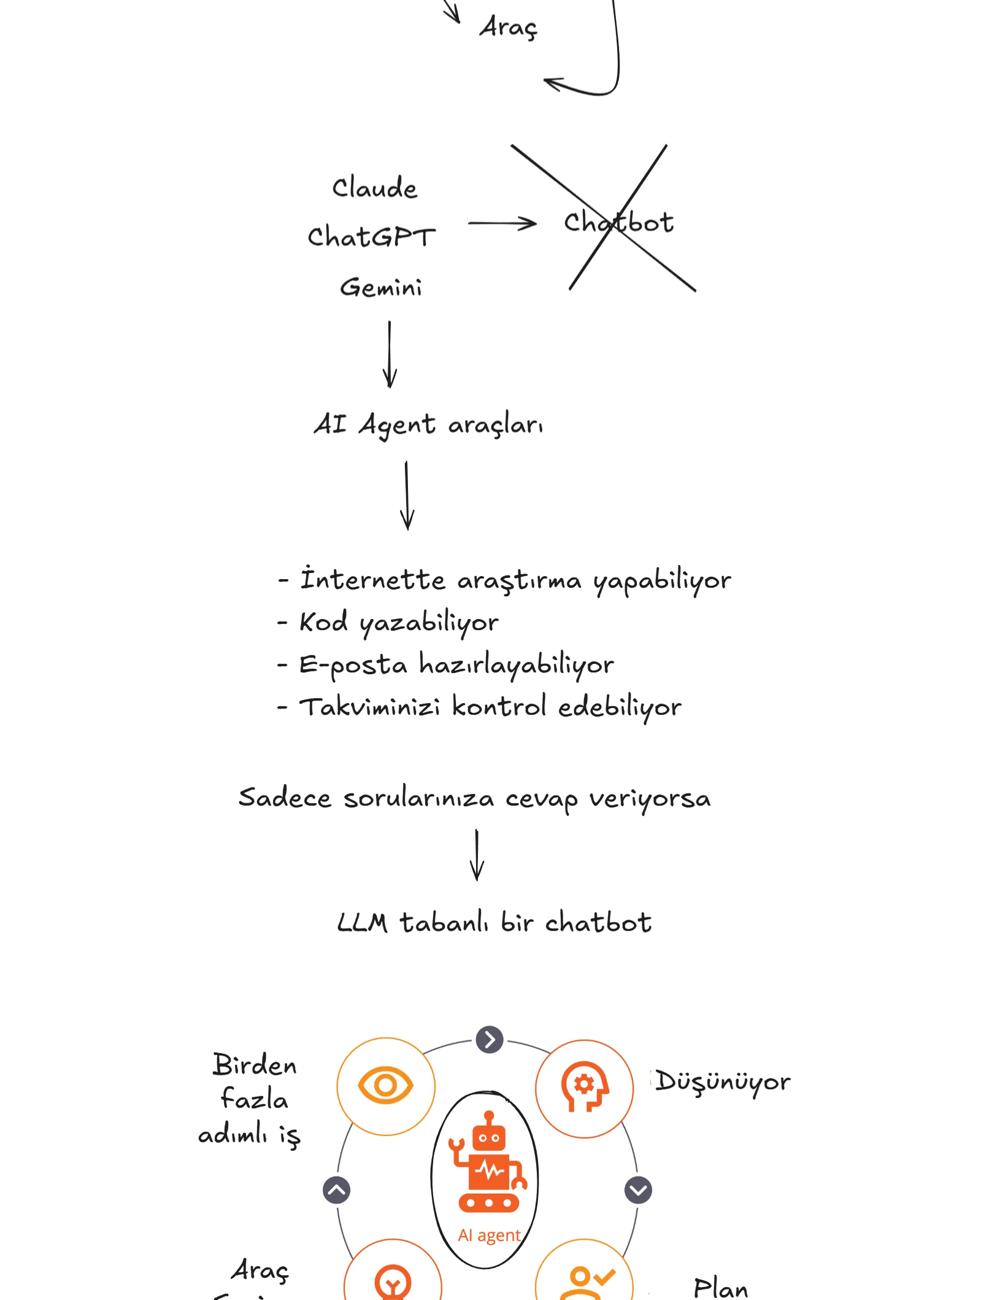 Araç
Claude
ChatGPT
Gemini
Chatbot
AI Agent araçları
- İnternette araştırma yapabiliyor
- Kod yazabiliyor
- E-posta hazırlayabiliyor
- Takviminizi kontrol edebiliyor
Sadece sorularınıza cevap veriyorsa
LLM tabanlı bir chatbot
Birden
fazla
adımlı iş
Düşünüyor
AI agent
Araç
Plan